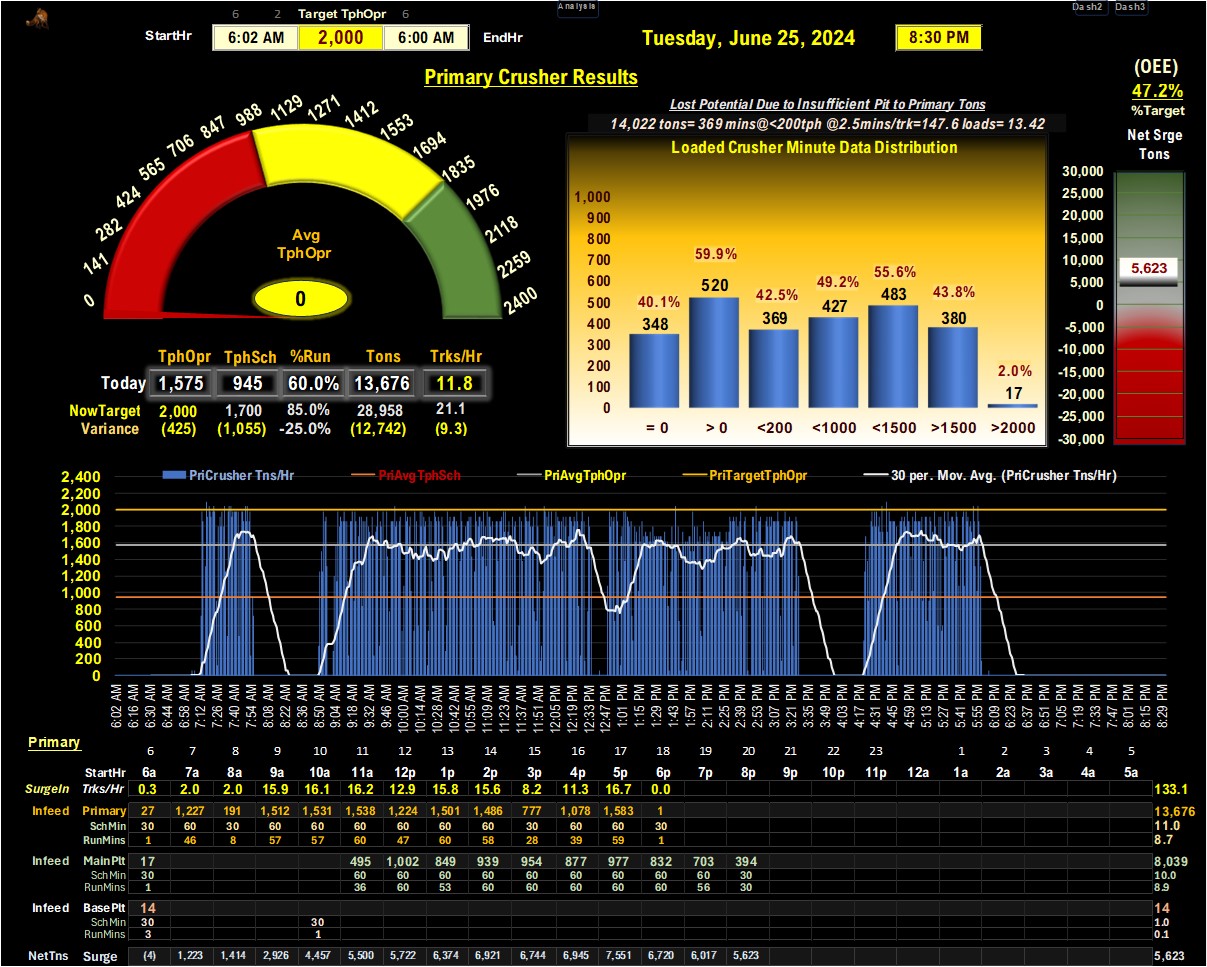 Analysis Dash2 Dash3
6 2 Target TphOpr 6
StartHr 6:02 AM 2,000 6:00 AM EndHr Tuesday, June 25, 2024 8:30 PM
Primary Crusher Results
(OEE)
47.2%
%Target
Net Srge
Tons
Lost Potential Due to Insufficient Pit to Primary Tons
14,022 tons= 369 mins@<200tph @2.5mins/trk=147.6 loads= 13.42
Loaded Crusher Minute Data Distribution
0 141 282 424 565 706 847 988 1129 1271 1412 1553 1694 1835 1976 2118 2259 2400
Avg
TphOpr
0
1,000
900
800
700
600
500
400
300
200
100
0
40.1% 59.9% 42.5% 49.2% 55.6% 43.8% 2.0%
348 520 369 427 483 380 17
= 0 > 0 <200 <1000 <1500 >1500 >2000
30,000
25,000
20,000
15,000
10,000
5,000
0
-5,000
-10,000
-15,000
-20,000
-25,000
-30,000
5,623
TphOpr TphSch %Run Tons Trks/Hr
Today 1,575 945 60.0% 13,676 11.8
NowTarget 2,000 1,700 85.0% 28,958 21.1
Variance (425) (1,055) -25.0% (12,742) (9.3)
PriCrusher Tns/Hr PriAvgTphSch PriAvgTphOpr PriTargetTphOpr 30 per. Mov. Avg. (PriCrusher Tns/Hr)
2,400
2,200
2,000
1,800
1,600
1,400
1,200
1,000
800
600
400
200
0
6:02 AM 6:16 AM 6:30 AM 6:44 AM 6:58 AM 7:12 AM 7:26 AM 7:40 AM 7:54 AM 8:08 AM 8:22 AM 8:36 AM 8:50 AM 9:04 AM 9:18 AM 9:32 AM 9:46 AM 10:00 AM 10:14 AM 10:28 AM 10:42 AM 10:55 AM 11:09 AM 11:23 AM 11:37 AM 11:51 AM 12:05 PM 12:19 PM 12:33 PM 12:47 PM 1:01 PM 1:15 PM 1:29 PM 1:43 PM 1:57 PM 2:11 PM 2:25 PM 2:39 PM 2:53 PM 3:07 PM 3:21 PM 3:35 PM 3:49 PM 4:03 PM 4:17 PM 4:31 PM 4:45 PM 4:59 PM 5:13 PM 5:27 PM 5:41 PM 5:55 PM 6:09 PM 6:23 PM 6:37 PM 6:51 PM 7:05 PM 7:19 PM 7:33 PM 7:47 PM 8:01 PM 8:15 PM 8:29 PM
Primary
6 7 8 9 10 11 12 13 14 15 16 17 18 19 20 21 22 23 1 2 3 4 5
StartHr 6a 7a 8a 9a 10a 11a 12p 1p 2p 3p 4p 5p 6p 7p 8p 9p 10p 11p 12a 1a 2a 3a 4a 5a
SurgeIn Trks/Hr 0.3 2.0 2.0 15.9 16.1 16.2 12.9 15.8 15.6 8.2 11.3 16.7 0.0 133.1
Infeed Primary 27 1,227 191 1,512 1,531 1,538 1,224 1,501 1,486 777 1,078 1,583 1 13,676
SchMin 30 60 30 60 60 60 60 60 60 30 60 60 30 11.0
RunMins 1 46 8 57 57 60 47 60 58 28 39 59 1 8.7
Infeed MainPlt 17 495 1,002 849 939 954 877 977 832 703 394 8,039
SchMin 30 60 60 60 60 60 60 60 60 60 30 10.0
RunMins 1 36 60 53 60 60 60 60 60 56 30 8.9
Infeed BasePlt 14 14
SchMin 30 30 1.0
RunMins 3 1 0.1
NetTns Surge (4) 1,223 1,414 2,926 4,457 5,500 5,722 6,374 6,921 6,744 6,945 7,551 6,720 6,017 5,623 5,623